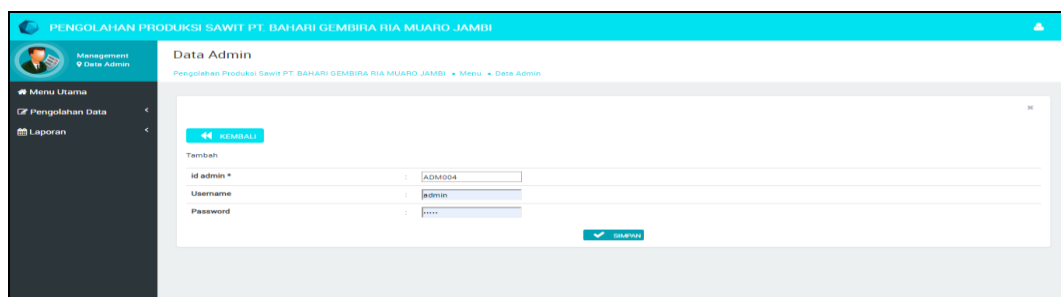 PENGOLAHAN PRODUKSI SAWIT PT. BAHARI GEMBIRA RIA MUARO JAMBI
Management
Data Admin
Menu Utama
Pengolahan Data
Laporan
Data Admin
Pengolahan Produksi Sawit PT. BAHARI GEMBIRA RIA MUARO JAMBI • Menu • Data Admin
KEMBALI
Tambah
id admin * : ADM004
Username : admin
Password : •••••
SIMPAN